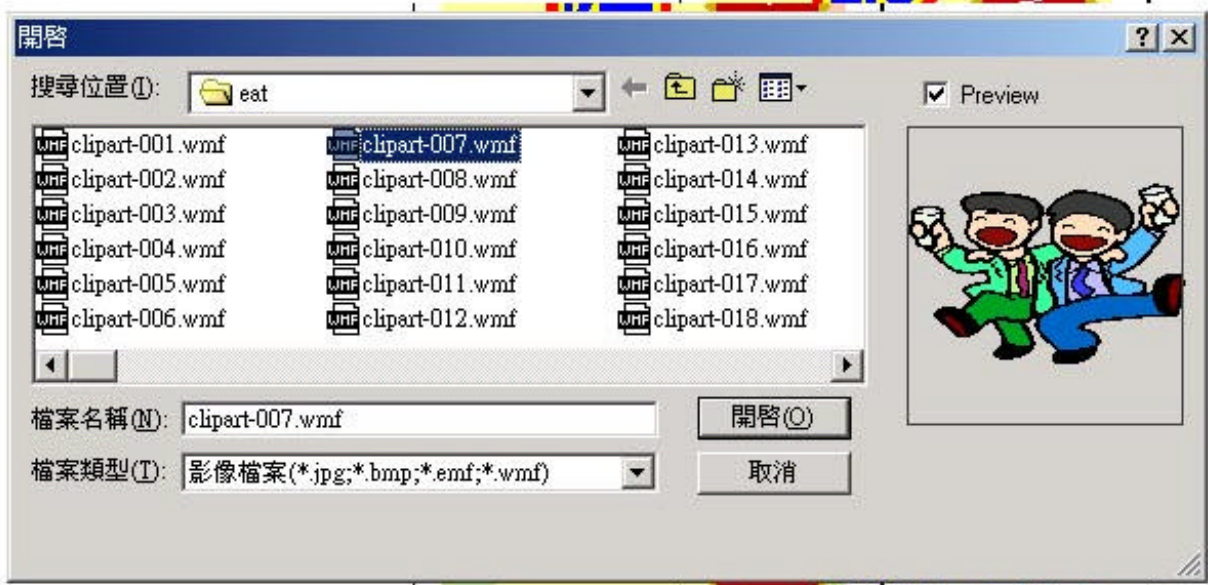 開啓
搜尋位置(I): eat
Preview
clipart-001.wmf clipart-007.wmf clipart-013.wmf
clipart-002.wmf clipart-008.wmf clipart-014.wmf
clipart-003.wmf clipart-009.wmf clipart-015.wmf
clipart-004.wmf clipart-010.wmf clipart-016.wmf
clipart-005.wmf clipart-011.wmf clipart-017.wmf
clipart-006.wmf clipart-012.wmf clipart-018.wmf
檔案名稱(N): clipart-007.wmf 開啓(O)
檔案類型(T): 影像檔案(*.jpg;*.bmp;*.emf;*.wmf) 取消